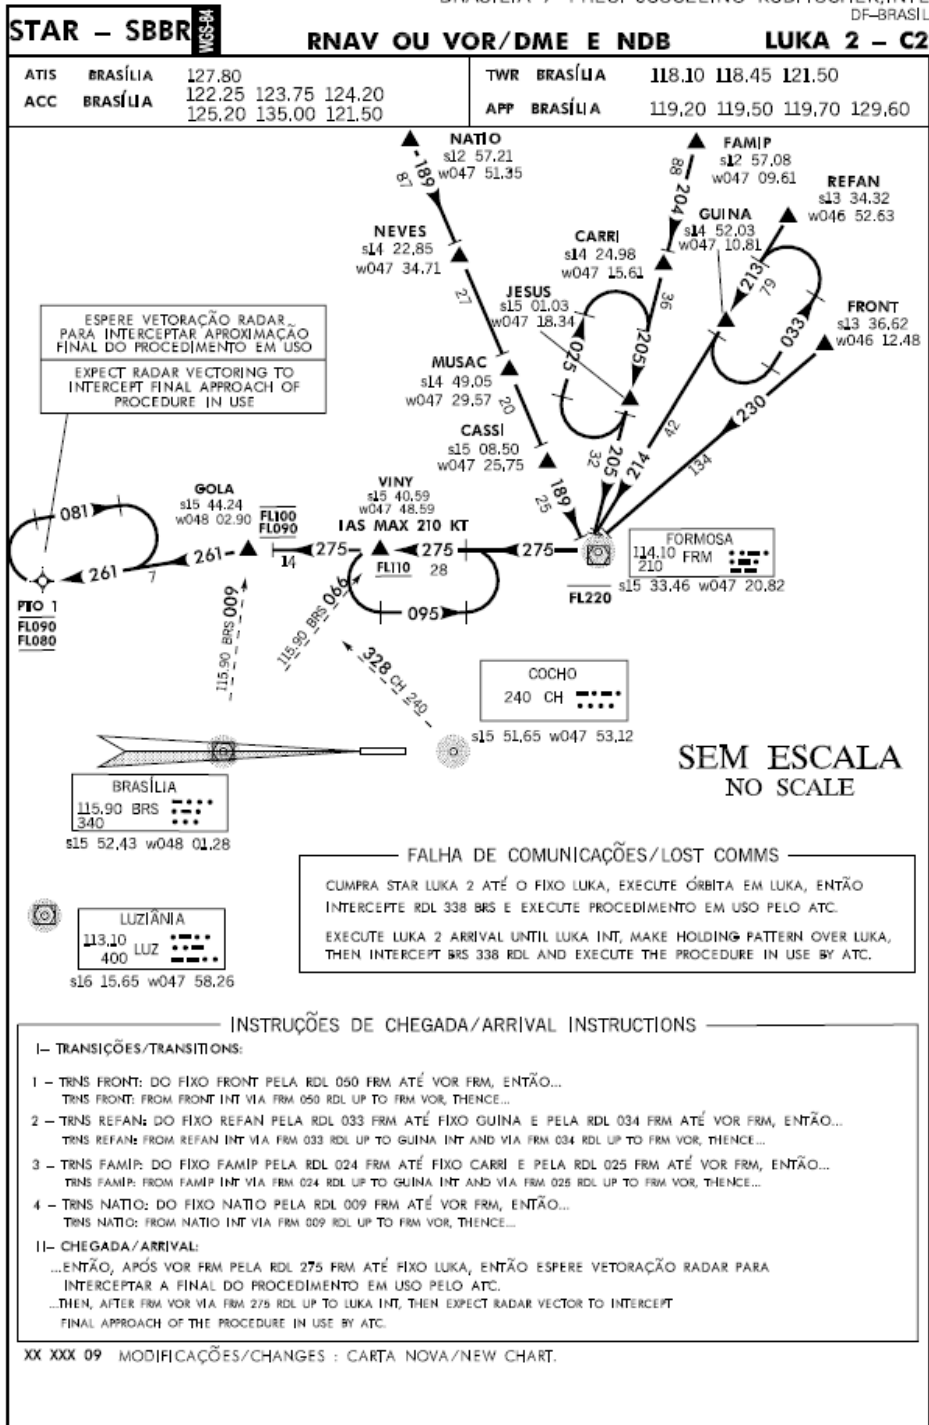 DF–BRASIL
STAR – SBBR
WGS-84
RNAV OU VOR/DME E NDB
LUKA 2 – C2
ATIS BRASÍLIA 127.80
ACC BRASÍLIA 122.25 123.75 124.20
125.20 135.00 121.50
TWR BRASÍLIA 118.10 118.45 121.50
APP BRASÍLIA 119,20 119,50 119,70 129,60
NATIO
s12 57.21
w047 51.35
189
87
FAMIP
s12 57.08
w047 09.61
88 204
REFAN
s13 34.32
w046 52.63
NEVES
s14 22.85
w047 34.71
27
CARRI
s14 24.98
w047 15.61
36
GUINA
s14 52.03
w047 10.81
213
79
033
FRONT
s13 36.62
w046 12.48
230
134
JESUS
s15 01.03
w047 18.34
025
205
MUSAC
s14 49.05
w047 29.57
20
CASSI
s15 08.50
w047 25,75
189
25
32
205
214
42
ESPERE VETORAÇÃO RADAR
PARA INTERCEPTAR APROXIMAÇÃO
FINAL DO PROCEDIMENTO EM USO
EXPECT RADAR VECTORING TO
INTERCEPT FINAL APPROACH OF
PROCEDURE IN USE
GOLA
s15 44.24
w048 02.90
FL100
FL090
VINY
s15 40.59
w047 48.59
IAS MAX 210 KT
FL110
081
261
7
261
14
275
275
28
275
095
PTO 1
FL090
FL080
FORMOSA
114.10 FRM
210
s15 33.46 w047 20.82
FL220
115.90 BRS 009
115.90 BRS 066
328 CH 240
COCHO
240 CH
s15 51,65 w047 53,12
SEM ESCALA
NO SCALE
BRASÍLIA
115.90 BRS
340
s15 52,43 w048 01.28
LUZIÂNIA
113.10
400 LUZ
s16 15.65 w047 58.26
FALHA DE COMUNICAÇÕES/LOST COMMS
CUMPRA STAR LUKA 2 ATÉ O FIXO LUKA, EXECUTE ÓRBITA EM LUKA, ENTÃO
INTERCEPTE RDL 338 BRS E EXECUTE PROCEDIMENTO EM USO PELO ATC.
EXECUTE LUKA 2 ARRIVAL UNTIL LUKA INT, MAKE HOLDING PATTERN OVER LUKA,
THEN INTERCEPT BRS 338 RDL AND EXECUTE THE PROCEDURE IN USE BY ATC.
INSTRUÇÕES DE CHEGADA/ARRIVAL INSTRUCTIONS
I– TRANSIÇÕES/TRANSITIONS:
1 – TRNS FRONT: DO FIXO FRONT PELA RDL 050 FRM ATÉ VOR FRM, ENTÃO...
TRNS FRONT: FROM FRONT INT VIA FRM 050 RDL UP TO FRM VOR, THENCE...
2 – TRNS REFAN: DO FIXO REFAN PELA RDL 033 FRM ATÉ FIXO GUINA E PELA RDL 034 FRM ATÉ VOR FRM, ENTÃO...
TRNS REFAN: FROM REFAN INT VIA FRM 033 RDL UP TO GUINA INT AND VIA FRM 034 RDL UP TO FRM VOR, THENCE...
3 – TRNS FAMIP: DO FIXO FAMIP PELA RDL 024 FRM ATÉ FIXO CARRI E PELA RDL 025 FRM ATÉ VOR FRM, ENTÃO...
TRNS FAMIP: FROM FAMIP INT VIA FRM 024 RDL UP TO GUINA INT AND VIA FRM 025 RDL UP TO FRM VOR, THENCE...
4 – TRNS NATIO: DO FIXO NATIO PELA RDL 009 FRM ATÉ VOR FRM, ENTÃO...
TRNS NATIO: FROM NATIO INT VIA FRM 009 RDL UP TO FRM VOR, THENCE...
II– CHEGADA/ARRIVAL:
...ENTÃO, APÓS VOR FRM PELA RDL 275 FRM ATÉ FIXO LUKA, ENTÃO ESPERE VETORAÇÃO RADAR PARA
INTERCEPTAR A FINAL DO PROCEDIMENTO EM USO PELO ATC.
...THEN, AFTER FRM VOR VIA FRM 275 RDL UP TO LUKA INT, THEN EXPECT RADAR VECTOR TO INTERCEPT
FINAL APPROACH OF THE PROCEDURE IN USE BY ATC.
XX XXX 09 MODIFICAÇÕES/CHANGES : CARTA NOVA/NEW CHART.